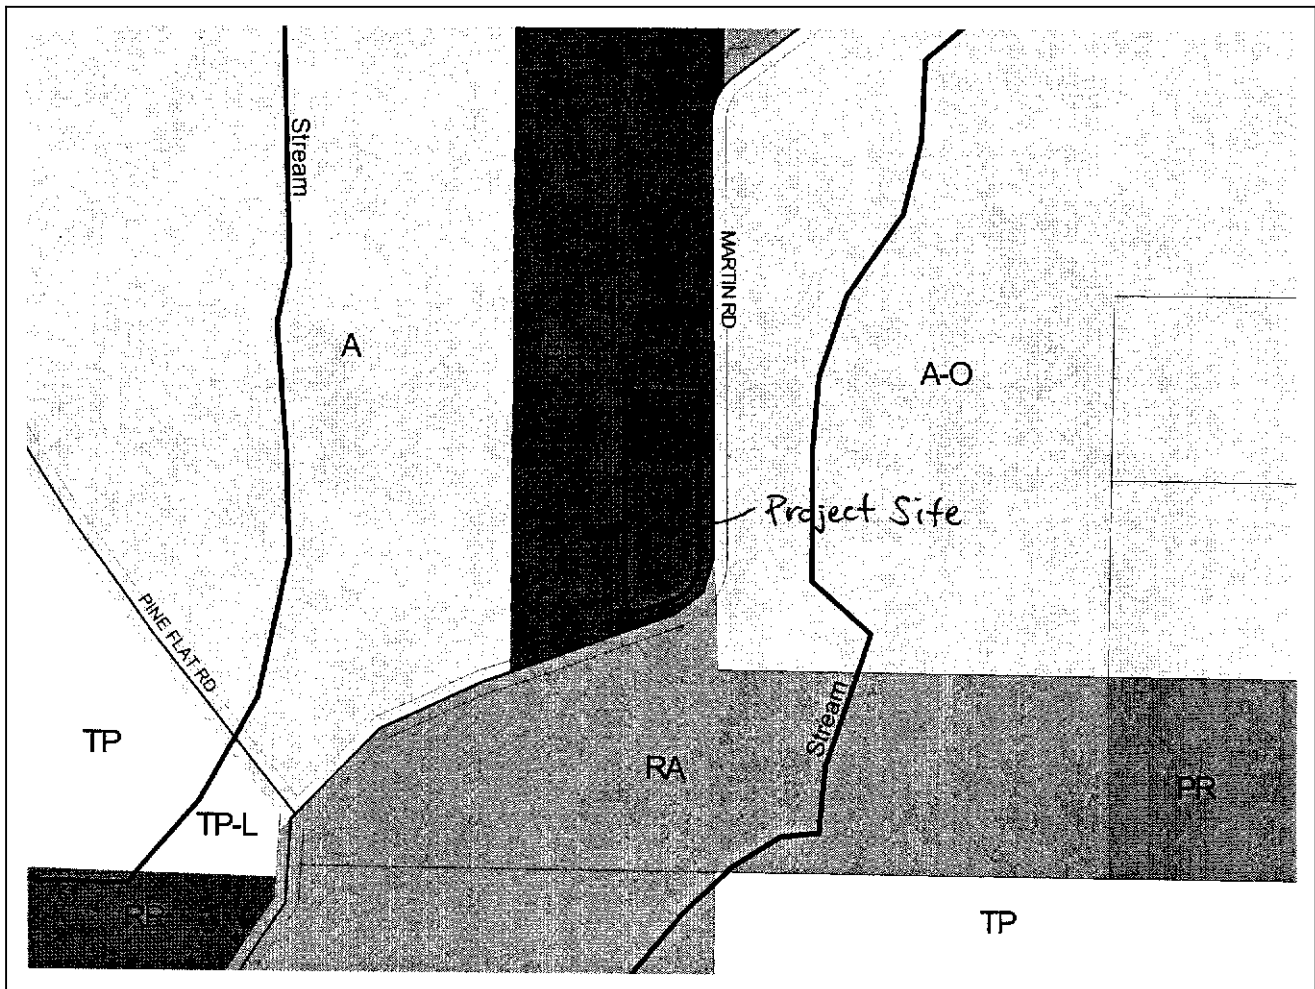 Stream
MARTIN RD
A
A-O
Project Site
PINE FLAT RD
Stream
TP
RA
PR
TP-L
TP